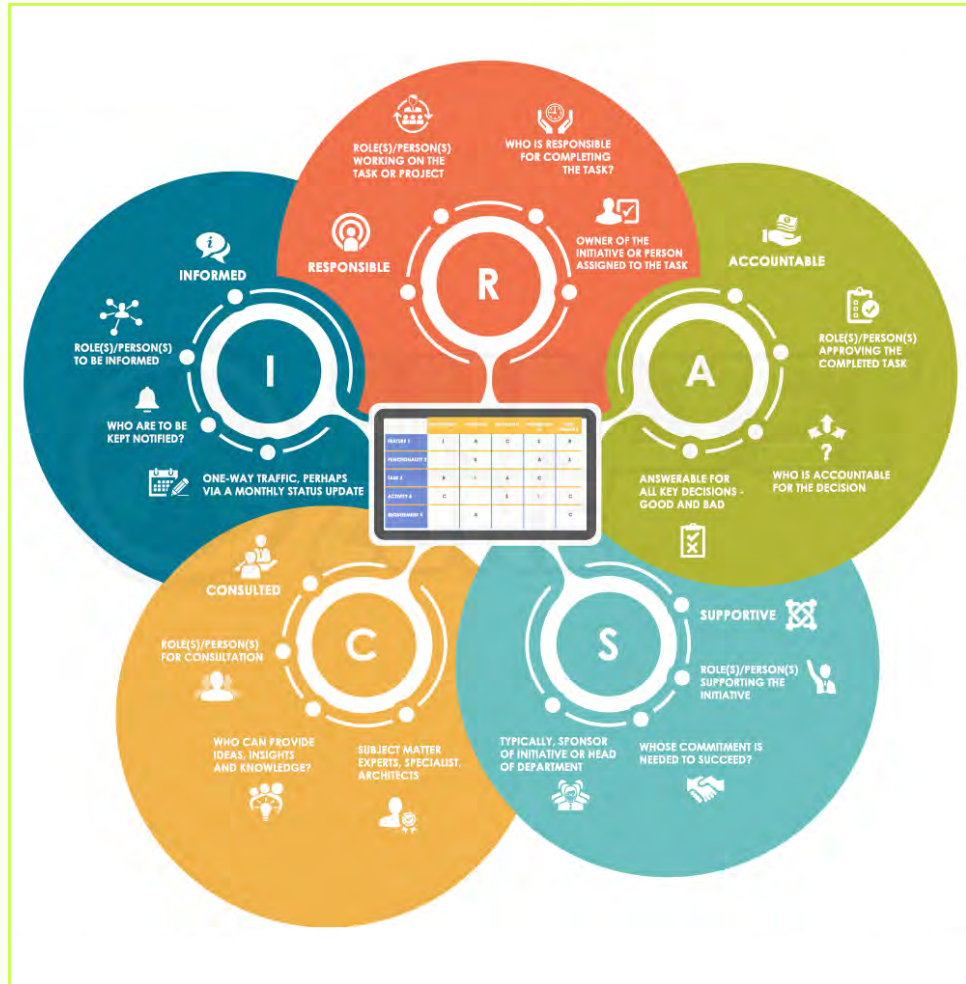 ROLE(S)/PERSON(S)
WORKING ON THE
TASK OR PROJECT
WHO IS RESPONSIBLE
FOR COMPLETING
THE TASK?
RESPONSIBLE
OWNER OF THE
INITIATIVE OR PERSON
ASSIGNED TO THE TASK
R
ACCOUNTABLE
ROLE(S)/PERSON(S)
APPROVING THE
COMPLETED TASK
WHO IS ACCOUNTABLE
FOR THE DECISION
ANSWERABLE FOR
ALL KEY DECISIONS -
GOOD AND BAD
?
A
SUPPORTIVE
ROLE(S)/PERSON(S)
SUPPORTING THE
INITIATIVE
WHOSE COMMITMENT IS
NEEDED TO SUCCEED?
TYPICALLY, SPONSOR
OF INITIATIVE OR HEAD
OF DEPARTMENT
S
CONSULTED
ROLE(S)/PERSON(S)
FOR CONSULTATION
WHO CAN PROVIDE
IDEAS, INSIGHTS
AND KNOWLEDGE?
SUBJECT MATTER
EXPERTS, SPECIALIST,
ARCHITECTS
C
i
INFORMED
ROLE(S)/PERSON(S)
TO BE INFORMED
WHO ARE TO BE
KEPT NOTIFIED?
ONE-WAY TRAFFIC, PERHAPS
VIA A MONTHLY STATUS UPDATE
I
FEATURE 1
TASK 3